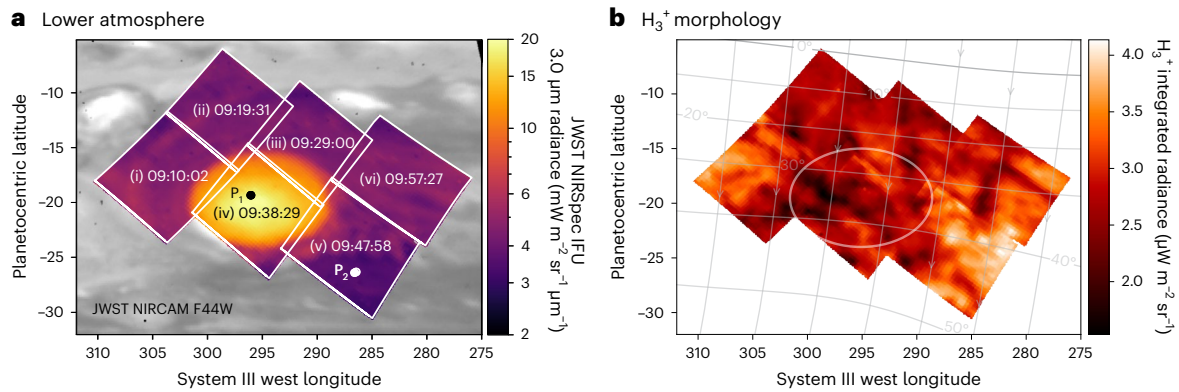 a Lower atmosphere
Planetocentric latitude
−10
−15
−20
−25
−30
(ii) 09:19:31
(iii) 09:29:00
(i) 09:10:02
(vi) 09:57:27
P1
(iv) 09:38:29
(v) 09:47:58
P2
JWST NIRCAM F44W
310 305 300 295 290 285 280 275
System III west longitude
20
15
10
8
6
4
3
2
3.0 μm radiance (mW m−2 sr−1 μm−1)
JWST NIRSpec IFU
b H3+ morphology
Planetocentric latitude
−10
−15
−20
−25
−30
0°
10°
20°
30°
40°
50°
310 305 300 295 290 285 280 275
System III west longitude
4.0
3.5
3.0
2.5
2.0
H3+ integrated radiance (μW m−2 sr−1)